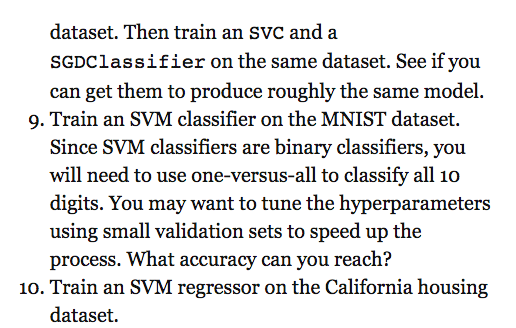 dataset. Then train an SVC and a
SGDClassifier on the same dataset. See if you
can get them to produce roughly the same model.
9. Train an SVM classifier on the MNIST dataset.
Since SVM classifiers are binary classifiers, you
will need to use one-versus-all to classify all 10
digits. You may want to tune the hyperparameters
using small validation sets to speed up the
process. What accuracy can you reach?
10. Train an SVM regressor on the California housing
dataset.